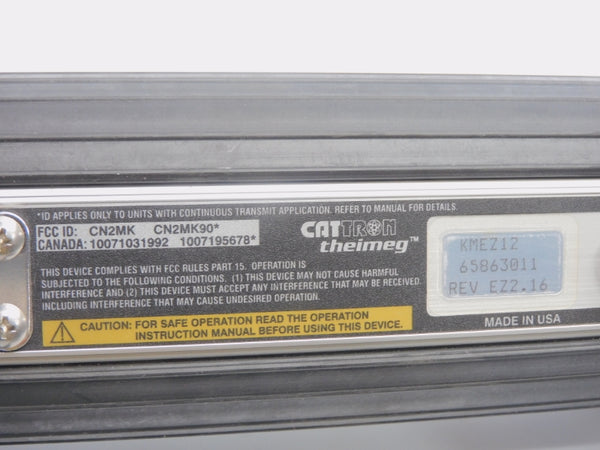 *ID APPLIES ONLY TO UNITS WITH CONTINUOUS TRANSMIT APPLICATION. REFER TO MANUAL FOR DETAILS.
FCC ID: CN2MK CN2MK90*
CANADA: 10071031992 1007195678*
CATTRON
theimeg™
THIS DEVICE COMPLIES WITH FCC RULES PART 15. OPERATION IS
SUBJECTED TO THE FOLLOWING CONDITIONS. (1) THIS DEVICE MAY NOT CAUSE HARMFUL
INTERFERENCE AND (2) THIS DEVICE MUST ACCEPT ANY INTERFERENCE THAT MAY BE RECEIVED
INCLUDING INTERFERENCE THAT MAY CAUSE UNDESIRED OPERATION.
CAUTION: FOR SAFE OPERATION READ THE OPERATION
INSTRUCTION MANUAL BEFORE USING THIS DEVICE.
KMEZ12
65863011
REV EZ2.16
MADE IN USA